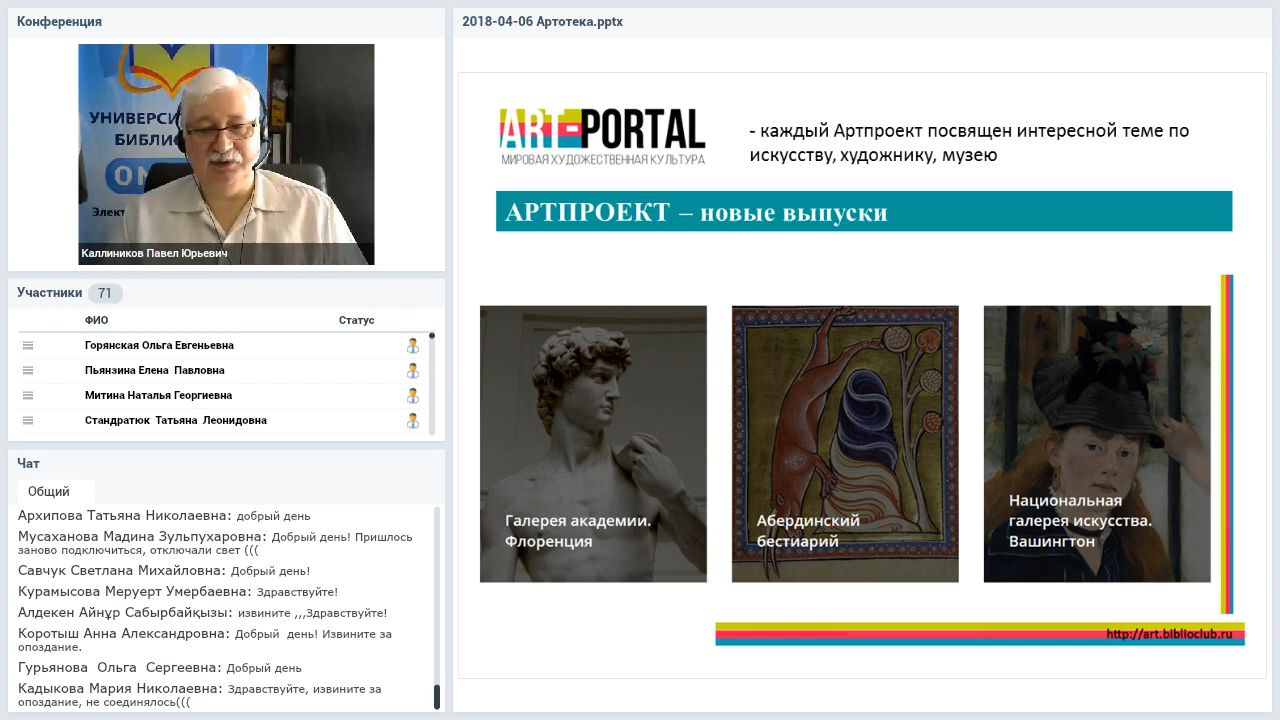 Конференция
УНИВЕРСИ
БИБЛИ
Элект
Каллиников Павел Юрьевич
Участники 71
ФИО Статус
Горянская Ольга Евгеньевна
Пьянзина Елена Павловна
Митина Наталья Георгиевна
Стандратюк Татьяна Леонидовна
Чат
Общий
Архипова Татьяна Николаевна: добрый день
Мусаханова Мадина Зульпухаровна: Добрый день! Пришлось
заново подключиться, отключали свет (((
Савчук Светлана Михайловна: Добрый день!
Курамысова Меруерт Умербаевна: Здравствуйте!
Алдекен Айнұр Сабырбайқызы: извините ,,,Здравствуйте!
Коротыш Анна Александровна: Добрый день! Извините за
опоздание.
Гурьянова Ольга Сергеевна: Добрый день
Кадыкова Мария Николаевна: Здравствуйте, извините за
опоздание, не соединялось(((
2018-04-06 Артотека.pptx
ART-PORTAL
МИРОВАЯ ХУДОЖЕСТВЕННАЯ КУЛЬТУРА
- каждый Артпроект посвящен интересной теме по
искусству, художнику, музею
АРТПРОЕКТ – новые выпуски
Галерея академии.
Флоренция
Абердинский
бестиарий
Национальная
галерея искусства.
Вашингтон
http://art.biblioclub.ru